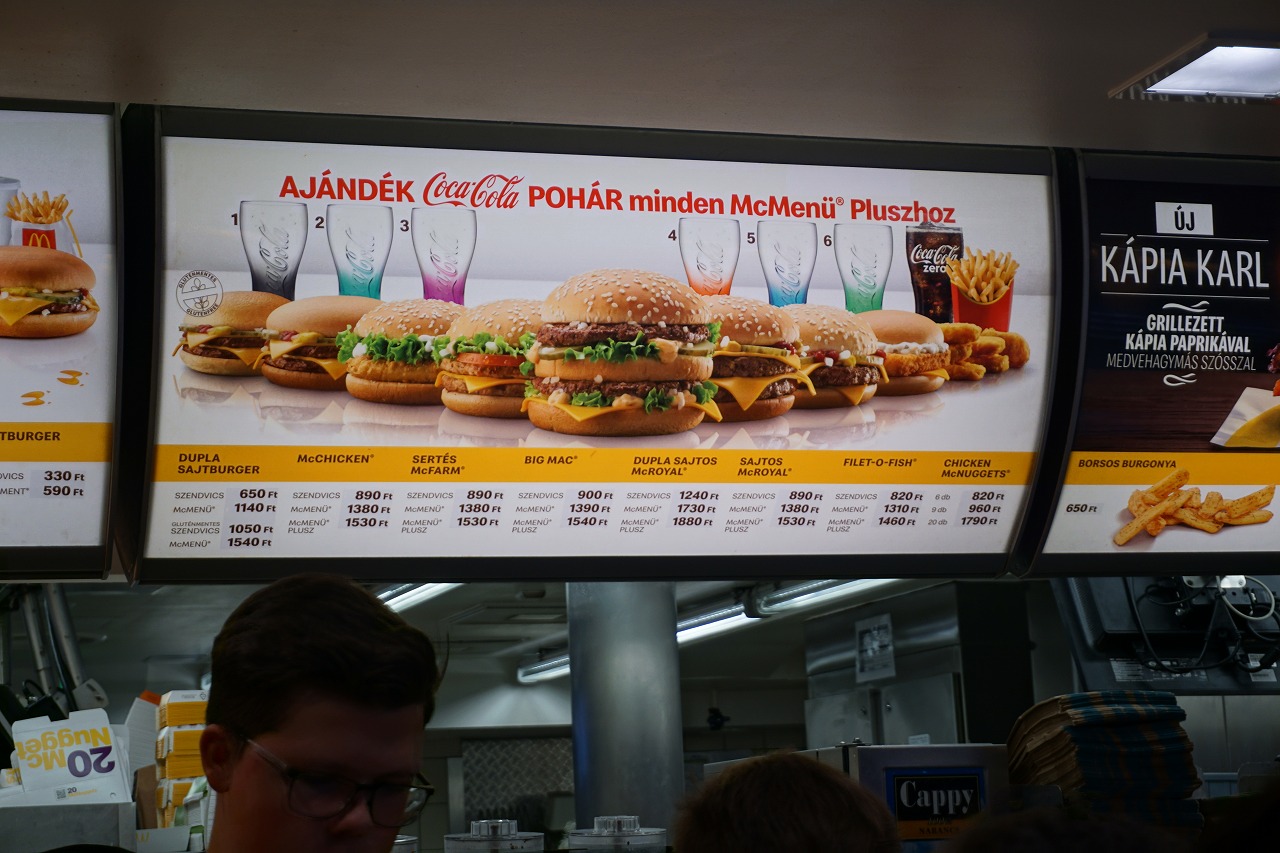 TBURGER
VICS 330 Ft
MENT® 590 Ft
AJÁNDÉK Coca-Cola POHÁR minden McMenü® Pluszhoz
1 2 3 4 5 6
GLUTÉNMENTES
GLUTENFREE
Coca-Cola
zero
DUPLA
SAJTBURGER
SZENDVICS 650 Ft
McMENÜ® 1140 Ft
GLUTÉNMENTES
SZENDVICS 1050 Ft
McMENÜ® 1540 Ft
McCHICKEN®
SZENDVICS 890 Ft
McMENÜ® 1380 Ft
McMENÜ® 1530 Ft
PLUSZ
SERTÉS
McFARM®
SZENDVICS 890 Ft
McMENÜ® 1380 Ft
McMENÜ® 1530 Ft
PLUSZ
BIG MAC®
SZENDVICS 900 Ft
McMENÜ® 1390 Ft
McMENÜ® 1540 Ft
PLUSZ
DUPLA SAJTOS
McROYAL®
SZENDVICS 1240 Ft
McMENÜ® 1730 Ft
McMENÜ® 1880 Ft
PLUSZ
SAJTOS
McROYAL®
SZENDVICS 890 Ft
McMENÜ® 1380 Ft
McMENÜ® 1530 Ft
PLUSZ
FILET-O-FISH®
SZENDVICS 820 Ft
McMENÜ® 1310 Ft
McMENÜ® 1460 Ft
PLUSZ
CHICKEN
McNUGGETS®
6 db 820 Ft
9 db 960 Ft
20 db 1790 Ft
ÚJ
KÁPIA KARL
GRILLEZETT
KÁPIA PAPRIKÁVAL
MEDVEHAGYMÁS SZÓSSZAL
BORSOS BURGONYA
650 Ft
20 Mc
Nugget
20
Cappy